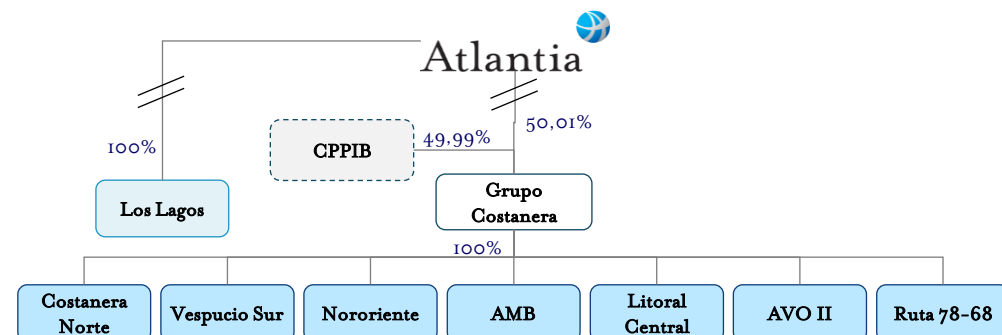 Atlantia
50,01%
49,99%
100%
CPPIB
Los Lagos
Grupo
Costanera
100%
Costanera
Norte
Vespucio Sur
Nororiente
AMB
Litoral
Central
AVO II
Ruta 78-68